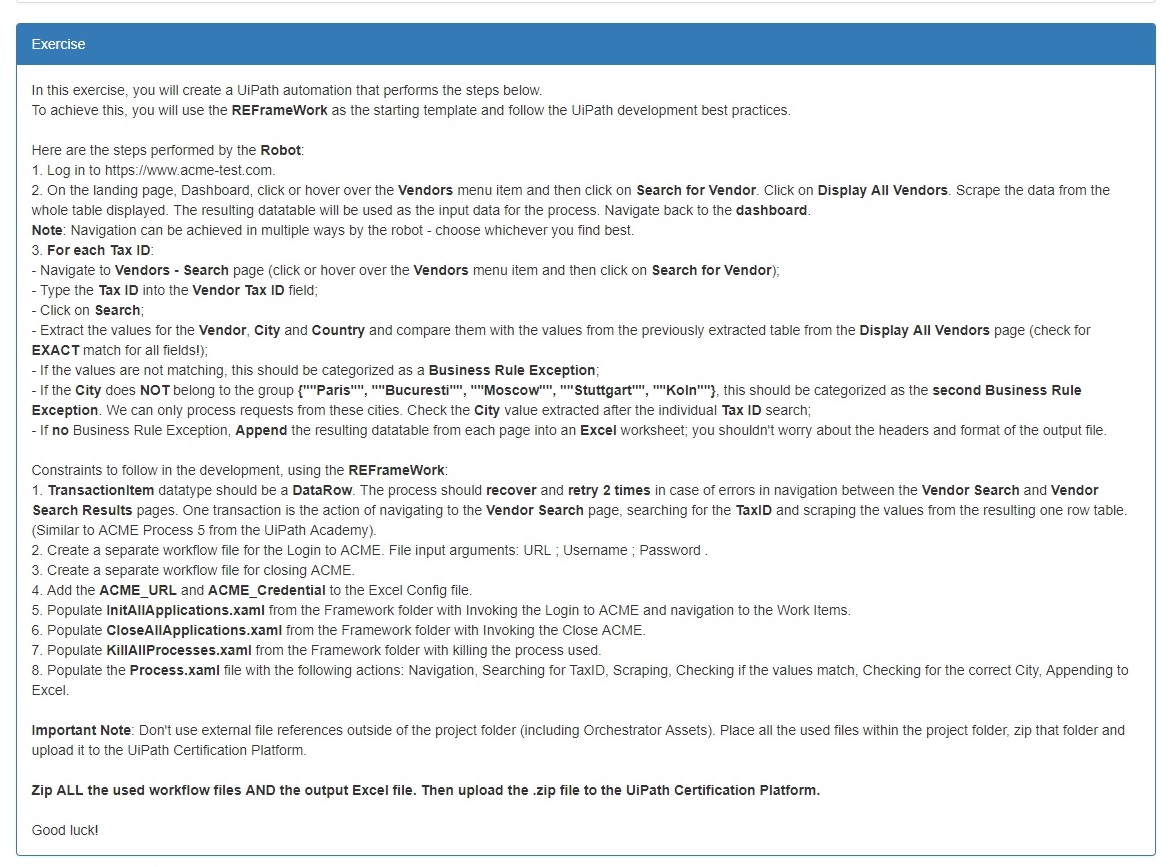 Exercise
In this exercise, you will create a UiPath automation that performs the steps below.
To achieve this, you will use the REFrameWork as the starting template and follow the UiPath development best practices.
Here are the steps performed by the Robot:
1. Log in to https://www.acme-test.com.
2. On the landing page, Dashboard, click or hover over the Vendors menu item and then click on Search for Vendor. Click on Display All Vendors. Scrape the data from the
whole table displayed. The resulting datatable will be used as the input data for the process. Navigate back to the dashboard.
Note: Navigation can be achieved in multiple ways by the robot - choose whichever you find best.
3. For each Tax ID:
- Navigate to Vendors - Search page (click or hover over the Vendors menu item and then click on Search for Vendor);
- Type the Tax ID into the Vendor Tax ID field;
- Click on Search;
- Extract the values for the Vendor, City and Country and compare them with the values from the previously extracted table from the Display All Vendors page (check for
EXACT match for all fields!);
- If the values are not matching, this should be categorized as a Business Rule Exception;
- If the City does NOT belong to the group {""Paris"", ""Bucuresti"", ""Moscow"", ""Stuttgart"", ""Koln""}, this should be categorized as the second Business Rule
Exception. We can only process requests from these cities. Check the City value extracted after the individual Tax ID search;
- If no Business Rule Exception, Append the resulting datatable from each page into an Excel worksheet; you shouldn't worry about the headers and format of the output file.
Constraints to follow in the development, using the REFrameWork:
1. TransactionItem datatype should be a DataRow. The process should recover and retry 2 times in case of errors in navigation between the Vendor Search and Vendor
Search Results pages. One transaction is the action of navigating to the Vendor Search page, searching for the TaxID and scraping the values from the resulting one row table.
(Similar to ACME Process 5 from the UiPath Academy).
2. Create a separate workflow file for the Login to ACME. File input arguments: URL ; Username ; Password .
3. Create a separate workflow file for closing ACME.
4. Add the ACME_URL and ACME_Credential to the Excel Config file.
5. Populate InitAllApplications.xaml from the Framework folder with Invoking the Login to ACME and navigation to the Work Items.
6. Populate CloseAllApplications.xaml from the Framework folder with Invoking the Close ACME.
7. Populate KillAllProcesses.xaml from the Framework folder with killing the process used.
8. Populate the Process.xaml file with the following actions: Navigation, Searching for TaxID, Scraping, Checking if the values match, Checking for the correct City, Appending to
Excel.
Important Note: Don't use external file references outside of the project folder (including Orchestrator Assets). Place all the used files within the project folder, zip that folder and
upload it to the UiPath Certification Platform.
Zip ALL the used workflow files AND the output Excel file. Then upload the .zip file to the UiPath Certification Platform.
Good luck!